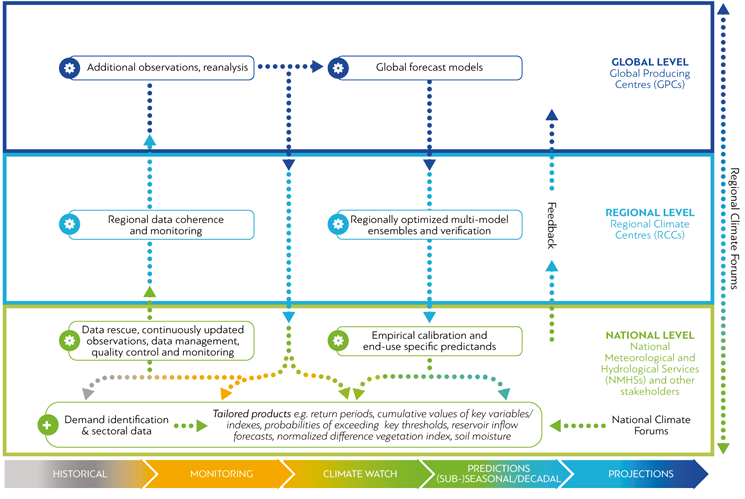 Additional observations, reanalysis
Global forecast models
GLOBAL LEVEL
Global Producing
Centres (GPCs)
Regional data coherence
and monitoring
Regionally optimized multi-model
ensembles and verification
Feedback
REGIONAL LEVEL
Regional Climate
Centres (RCCs)
Regional Climate Forums
Data rescue, continuously updated
observations, data management,
quality control and monitoring
Empirical calibration and
end-use specific predictands
NATIONAL LEVEL
National
Meteorological and
Hydrological Services
(NMHSs) and other
stakeholders
Demand identification
& sectoral data
Tailored products e.g. return periods, cumulative values of key variables/
indexes, probabilities of exceeding key thresholds, reservoir inflow
forecasts, normalized difference vegetation index, soil moisture
National Climate
Forums
HISTORICAL
MONITORING
CLIMATE WATCH
PREDICTIONS
(SUB-)SEASONAL/DECADAL
PROJECTIONS